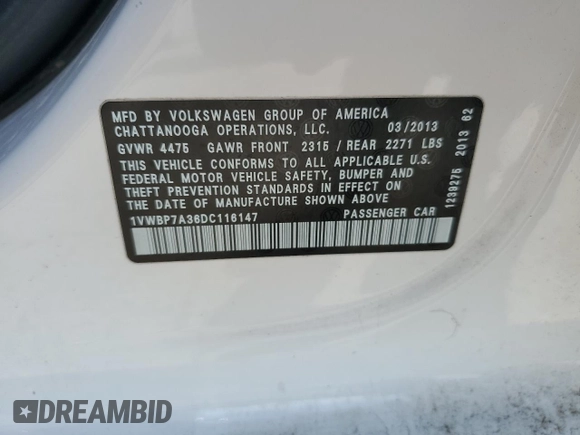 MFD BY VOLKSWAGEN GROUP OF AMERICA
CHATTANOOGA OPERATIONS, LLC. 03/2013
GVWR 4475 GAWR FRONT 2315 / REAR 2271 LBS
THIS VEHICLE CONFORMS TO ALL APPLICABLE U.S.
FEDERAL MOTOR VEHICLE SAFETY, BUMPER AND
THEFT PREVENTION STANDARDS IN EFFECT ON
THE DATE OF MANUFACTURE SHOWN ABOVE
1VWBP7A36DC116147 PASSENGER CAR
1239275 2013 62
DREAMBID